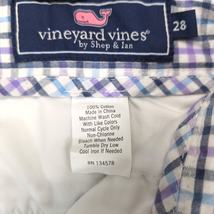 vineyard vines®
by Shep & Ian
28
100% Cotton
Made in China
Machine Wash Cold
With Like Colors
Normal Cycle Only
Non-Chlorine
Bleach When Needed
Tumble Dry Low
Cool Iron If Needed
RN 134578